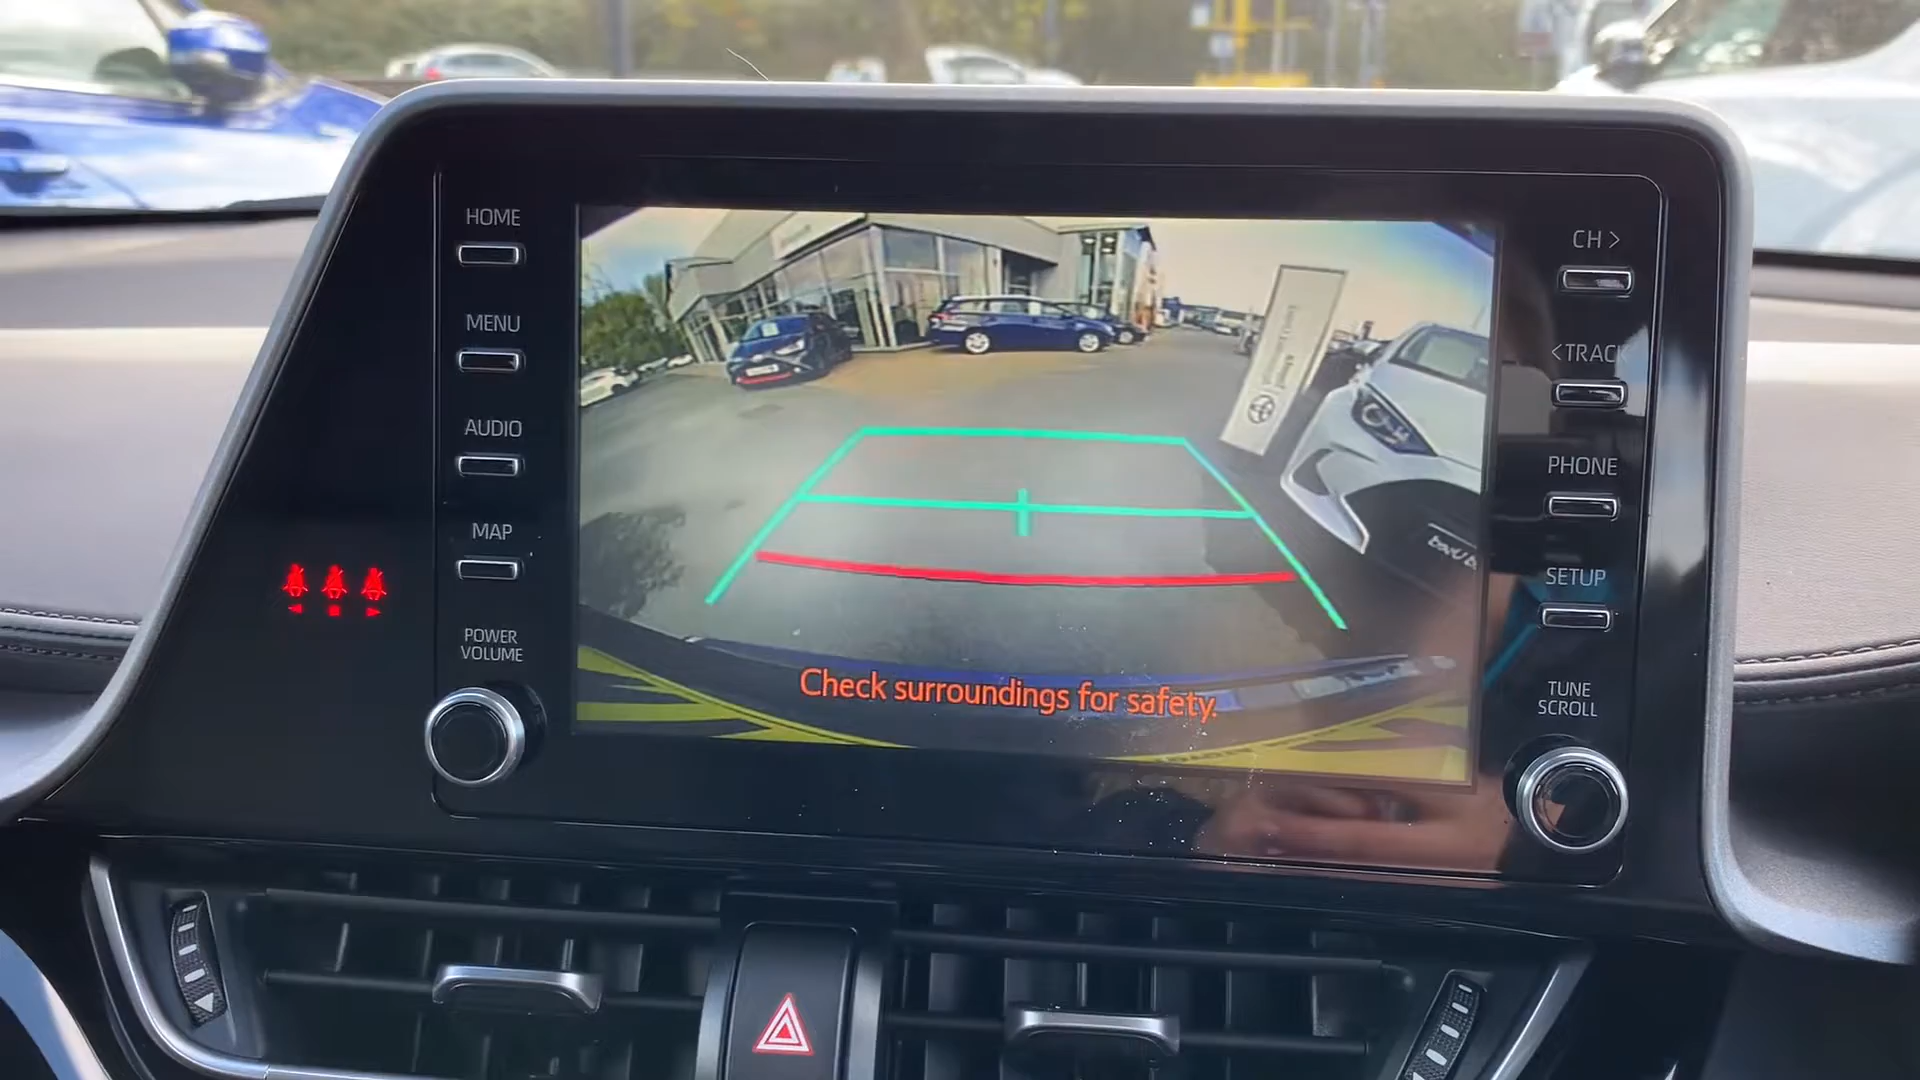 HOME
MENU
AUDIO
MAP
POWER
VOLUME
CH >
< TRACK
PHONE
SETUP
TUNE
SCROLL
Check surroundings for safety.